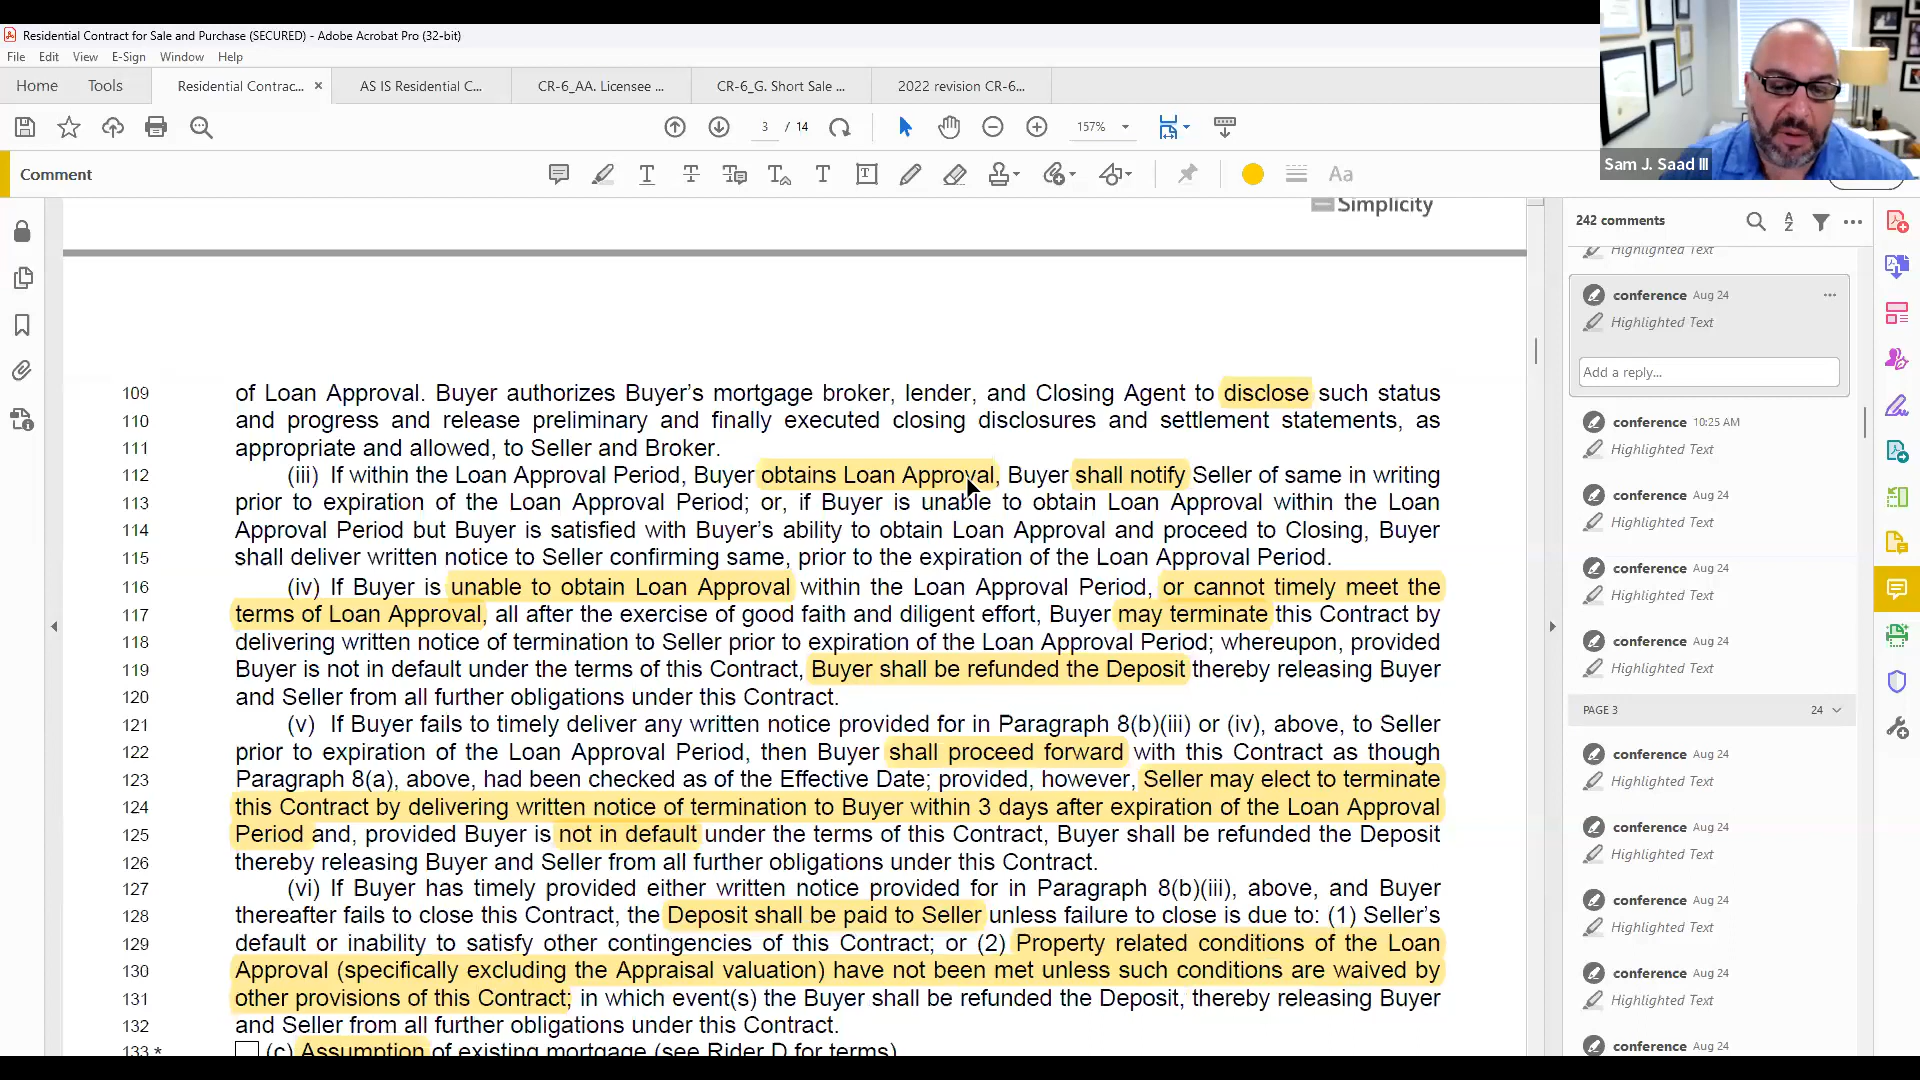 Residential Contract for Sale and Purchase (SECURED) - Adobe Acrobat Pro (32-bit)
File Edit View E-Sign Window Help
Home Tools Residential Contrac... × AS IS Residential C... CR-6_AA. Licensee ... CR-6_G. Short Sale ... 2022 revision CR-6...
3 / 14 157%
Sam J. Saad III
Comment
Aa
Simplicity
242 comments
109 of Loan Approval. Buyer authorizes Buyer's mortgage broker, lender, and Closing Agent to disclose such status
110 and progress and release preliminary and finally executed closing disclosures and settlement statements, as
111 appropriate and allowed, to Seller and Broker.
112 (iii) If within the Loan Approval Period, Buyer obtains Loan Approval, Buyer shall notify Seller of same in writing
113 prior to expiration of the Loan Approval Period; or, if Buyer is unable to obtain Loan Approval within the Loan
114 Approval Period but Buyer is satisfied with Buyer's ability to obtain Loan Approval and proceed to Closing, Buyer
115 shall deliver written notice to Seller confirming same, prior to the expiration of the Loan Approval Period.
116 (iv) If Buyer is unable to obtain Loan Approval within the Loan Approval Period, or cannot timely meet the
117 terms of Loan Approval, all after the exercise of good faith and diligent effort, Buyer may terminate this Contract by
118 delivering written notice of termination to Seller prior to expiration of the Loan Approval Period; whereupon, provided
119 Buyer is not in default under the terms of this Contract, Buyer shall be refunded the Deposit thereby releasing Buyer
120 and Seller from all further obligations under this Contract.
121 (v) If Buyer fails to timely deliver any written notice provided for in Paragraph 8(b)(iii) or (iv), above, to Seller
122 prior to expiration of the Loan Approval Period, then Buyer shall proceed forward with this Contract as though
123 Paragraph 8(a), above, had been checked as of the Effective Date; provided, however, Seller may elect to terminate
124 this Contract by delivering written notice of termination to Buyer within 3 days after expiration of the Loan Approval
125 Period and, provided Buyer is not in default under the terms of this Contract, Buyer shall be refunded the Deposit
126 thereby releasing Buyer and Seller from all further obligations under this Contract.
127 (vi) If Buyer has timely provided either written notice provided for in Paragraph 8(b)(iii), above, and Buyer
128 thereafter fails to close this Contract, the Deposit shall be paid to Seller unless failure to close is due to: (1) Seller's
129 default or inability to satisfy other contingencies of this Contract; or (2) Property related conditions of the Loan
130 Approval (specifically excluding the Appraisal valuation) have not been met unless such conditions are waived by
131 other provisions of this Contract; in which event(s) the Buyer shall be refunded the Deposit, thereby releasing Buyer
132 and Seller from all further obligations under this Contract.
133 * (c) Assumption of existing mortgage (see Rider D for terms)
Highlighted Text
conference Aug 24
Highlighted Text
Add a reply...
conference 10:25 AM
Highlighted Text
conference Aug 24
Highlighted Text
conference Aug 24
Highlighted Text
conference Aug 24
Highlighted Text
PAGE 3 24
conference Aug 24
Highlighted Text
conference Aug 24
Highlighted Text
conference Aug 24
Highlighted Text
conference Aug 24
Highlighted Text
conference Aug 24